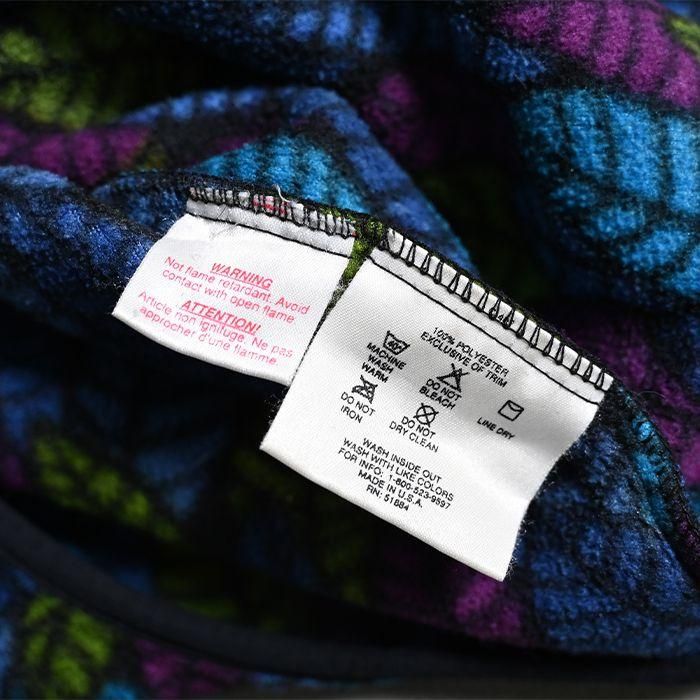 WARNING
Not flame retardant. Avoid
contact with open flame
ATTENTION!
Article non ignifuge. Ne pas
approcher d'une flamme.
100% POLYESTER
EXCLUSIVE OF TRIM
MACHINE
WASH
WARM
DO NOT
BLEACH
LINE DRY
DO NOT
IRON
DO NOT
DRY CLEAN
WASH INSIDE OUT
WASH WITH LIKE COLORS
FOR INFO: 1-800-523-9597
MADE IN U.S.A.
RN: 51884